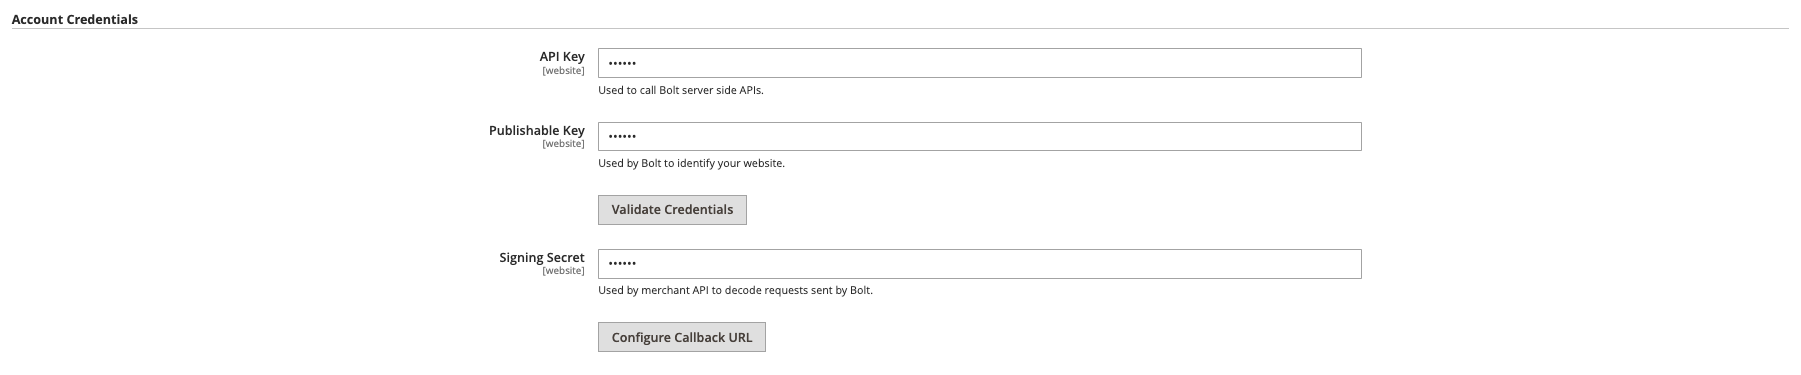 Account Credentials
API Key
[website]
••••••
Used to call Bolt server side APIs.
Publishable Key
[website]
••••••
Used by Bolt to identify your website.
Validate Credentials
Signing Secret
[website]
••••••
Used by merchant API to decode requests sent by Bolt.
Configure Callback URL